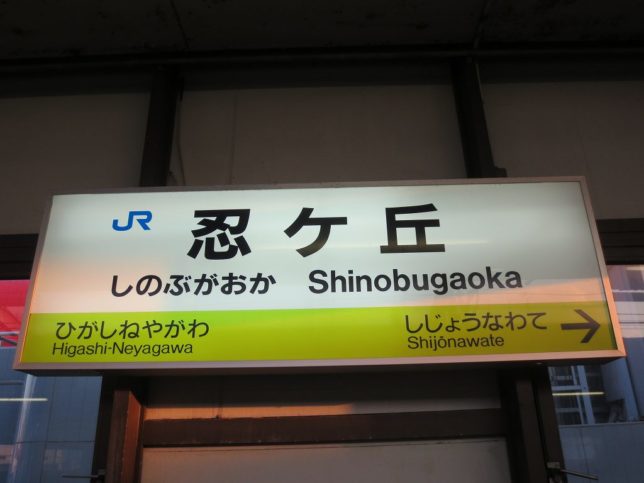 JR 忍ケ丘
しのぶがおか Shinobugaoka
ひがしねやがわ しじょうなわて →
Higashi-Neyagawa Shijōnawate